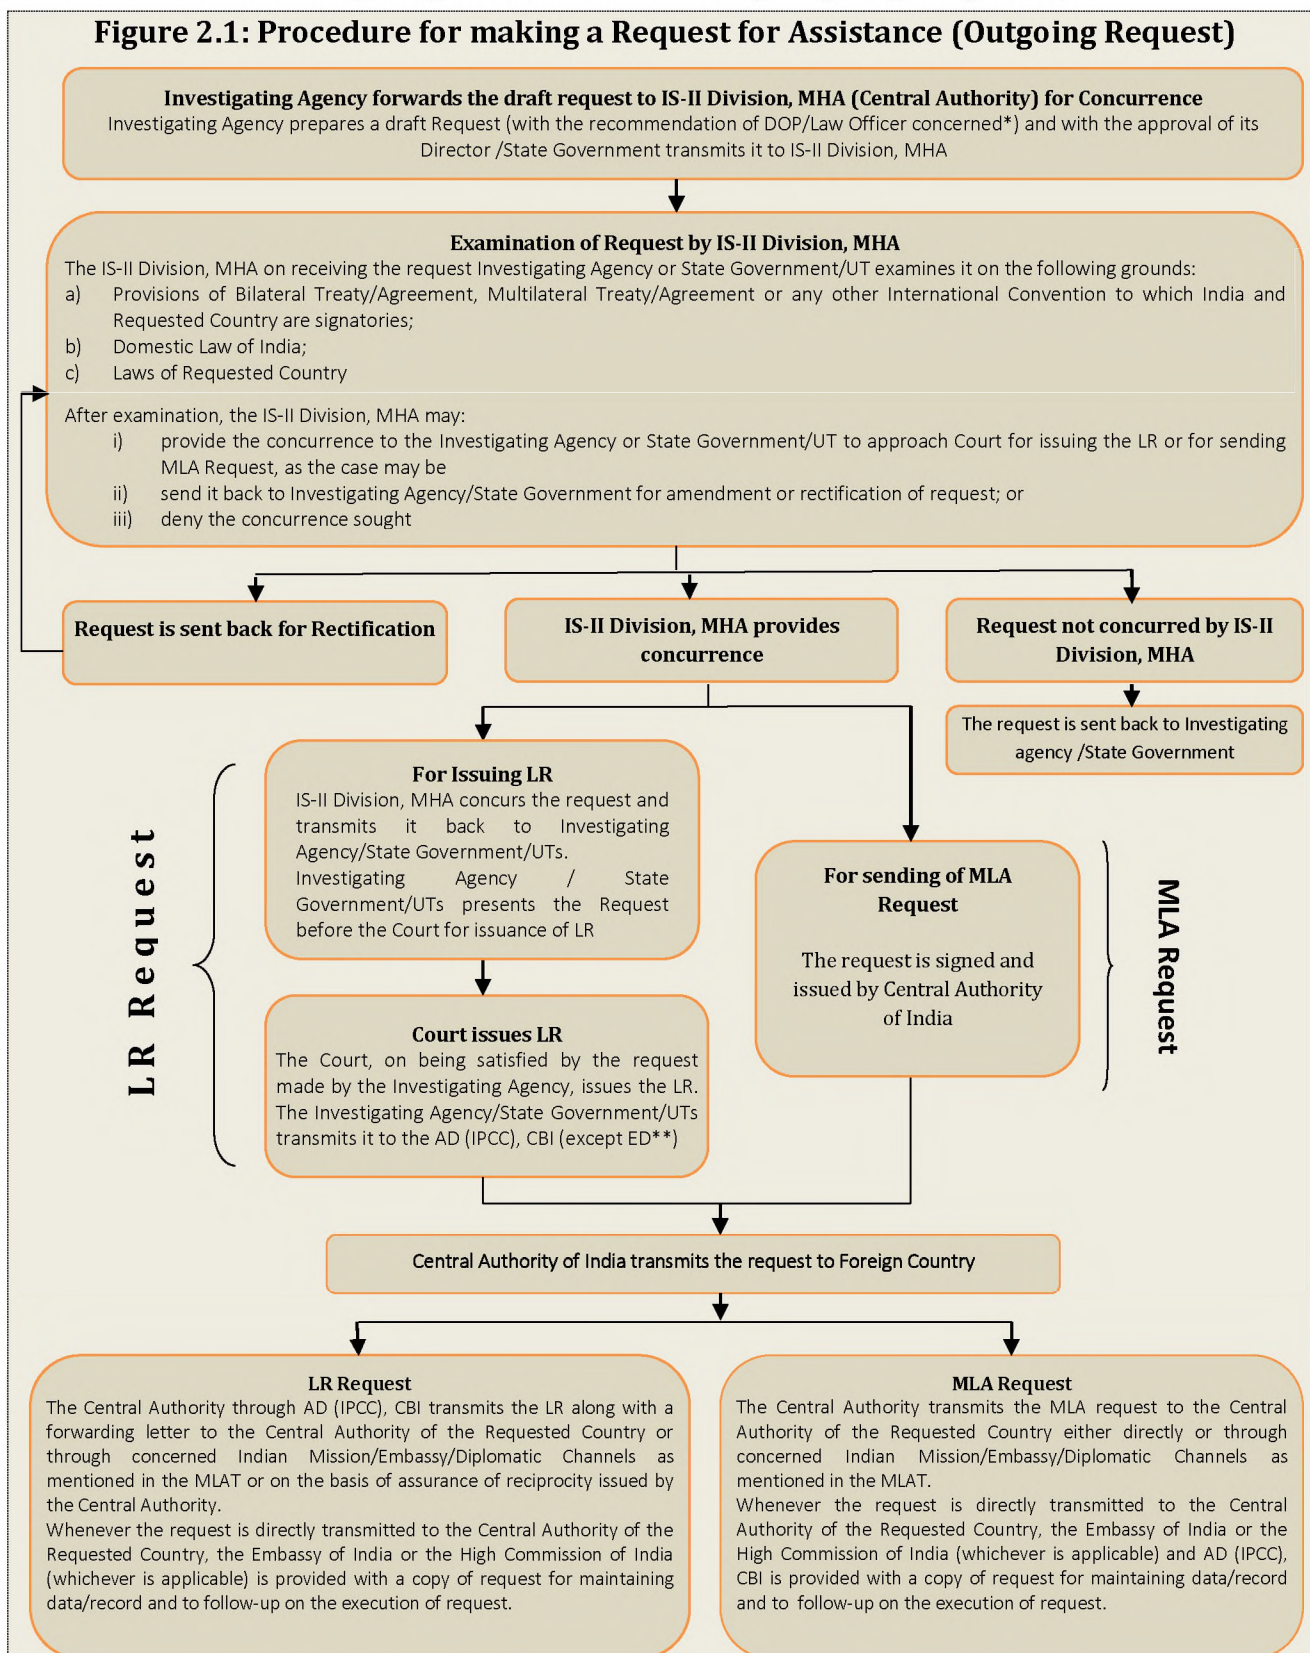 Figure 2.1: Procedure for making a Request for Assistance (Outgoing Request)
Investigating Agency forwards the draft request to IS-II Division, MHA (Central Authority) for Concurrence
Investigating Agency prepares a draft Request (with the recommendation of DOP/Law Officer concerned*) and with the approval of its
Director /State Government transmits it to IS-II Division, MHA
Examination of Request by IS-II Division, MHA
The IS-II Division, MHA on receiving the request Investigating Agency or State Government/UT examines it on the following grounds:
a) Provisions of Bilateral Treaty/Agreement, Multilateral Treaty/Agreement or any other International Convention to which India and
Requested Country are signatories;
b) Domestic Law of India;
c) Laws of Requested Country
After examination, the IS-II Division, MHA may:
i) provide the concurrence to the Investigating Agency or State Government/UT to approach Court for issuing the LR or for sending
MLA Request, as the case may be
ii) send it back to Investigating Agency/State Government for amendment or rectification of request; or
iii) deny the concurrence sought
Request is sent back for Rectification
IS-II Division, MHA provides
concurrence
Request not concurred by IS-II
Division, MHA
The request is sent back to Investigating
agency /State Government
LR Request
For Issuing LR
IS-II Division, MHA concurs the request and
transmits it back to Investigating
Agency/State Government/UTs.
Investigating Agency / State
Government/UTs presents the Request
before the Court for issuance of LR
Court issues LR
The Court, on being satisfied by the request
made by the Investigating Agency, issues the LR.
The Investigating Agency/State Government/UTs
transmits it to the AD (IPCC), CBI (except ED**)
For sending of MLA
Request
The request is signed and
issued by Central Authority
of India
MLA Request
Central Authority of India transmits the request to Foreign Country
LR Request
The Central Authority through AD (IPCC), CBI transmits the LR along with a
forwarding letter to the Central Authority of the Requested Country or
through concerned Indian Mission/Embassy/Diplomatic Channels as
mentioned in the MLAT or on the basis of assurance of reciprocity issued by
the Central Authority.
Whenever the request is directly transmitted to the Central Authority of the
Requested Country, the Embassy of India or the High Commission of India
(whichever is applicable) is provided with a copy of request for maintaining
data/record and to follow-up on the execution of request.
MLA Request
The Central Authority transmits the MLA request to the Central
Authority of the Requested Country either directly or through
concerned Indian Mission/Embassy/Diplomatic Channels as
mentioned in the MLAT.
Whenever the request is directly transmitted to the Central
Authority of the Requested Country, the Embassy of India or the
High Commission of India (whichever is applicable) and AD (IPCC),
CBI is provided with a copy of request for maintaining data/record
and to follow-up on the execution of request.